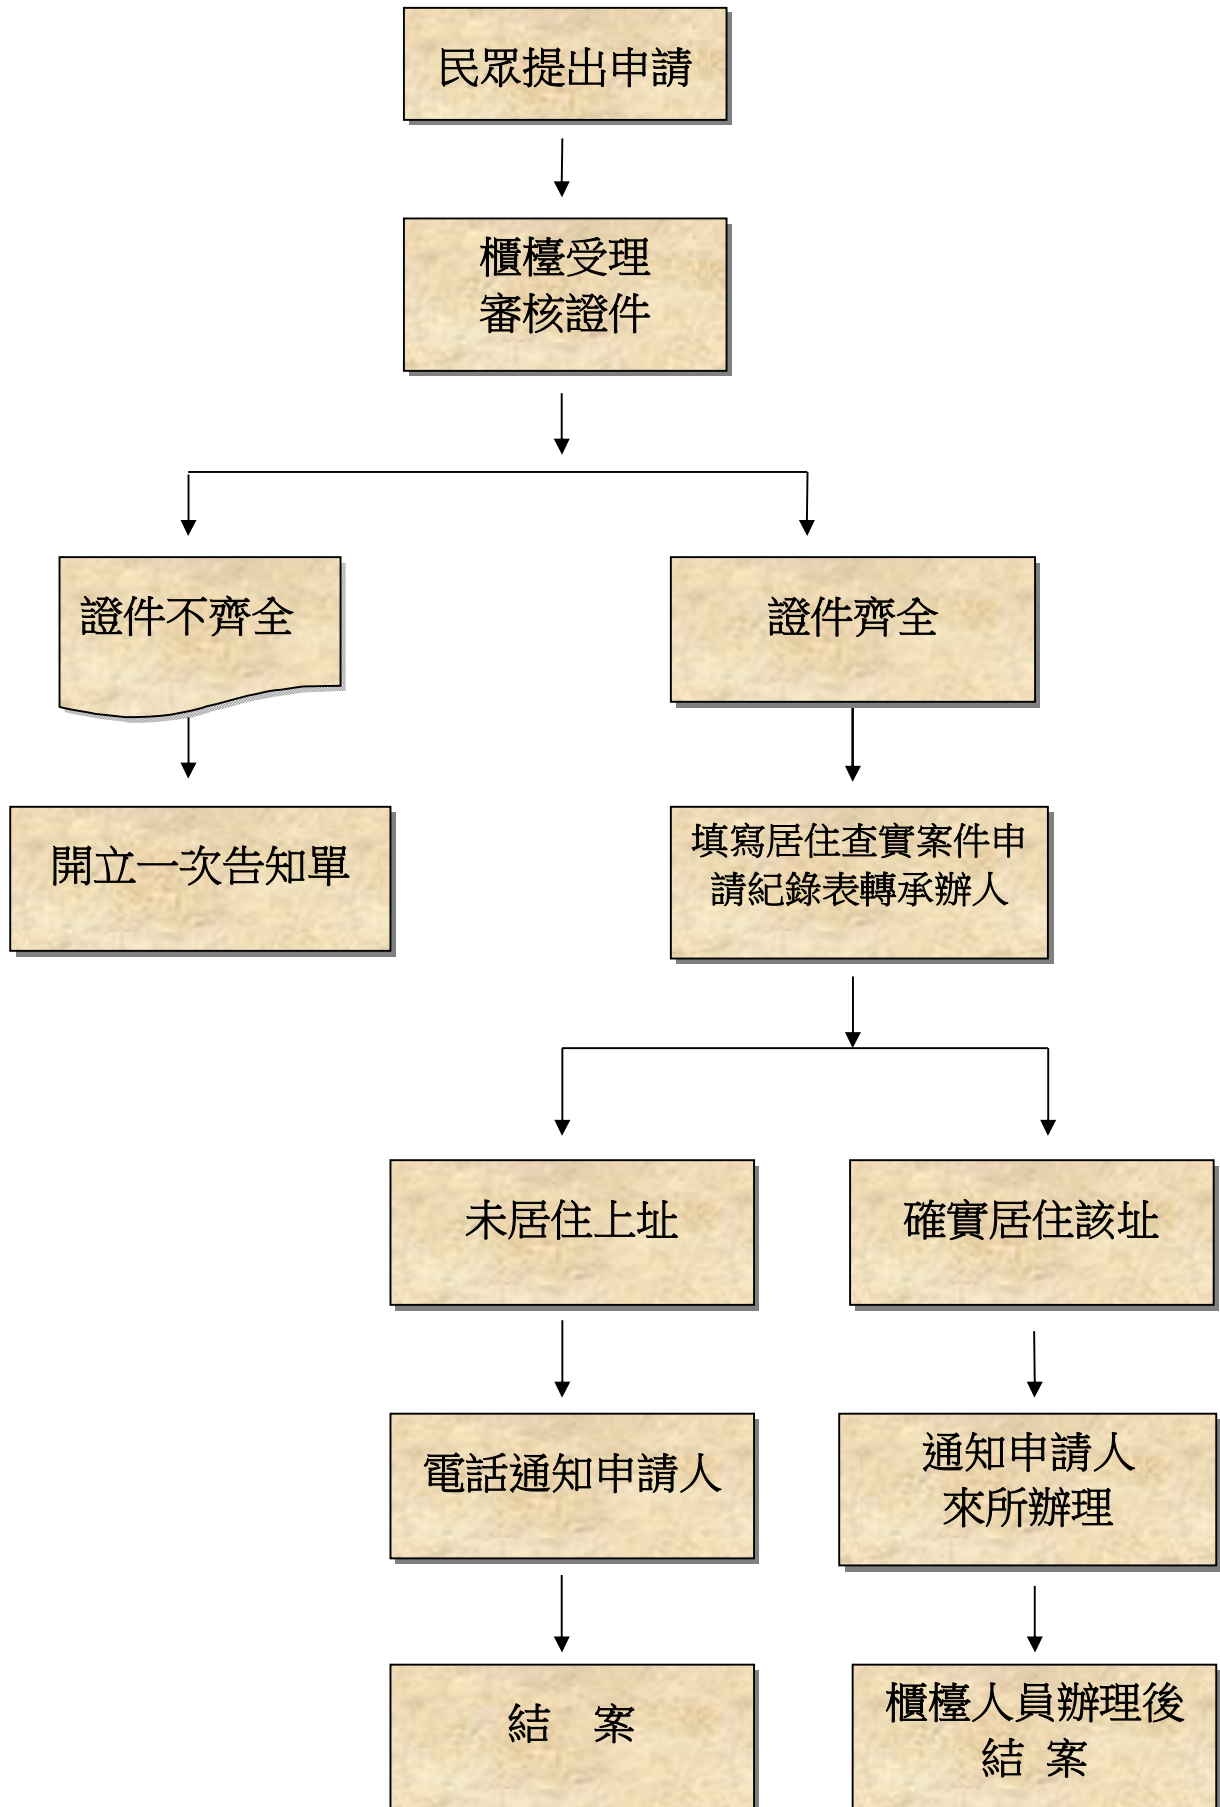 民眾提出申請
櫃檯受理
審核證件
證件不齊全
證件齊全
開立一次告知單
填寫居住查實案件申
請紀錄表轉承辦人
未居住上址
確實居住該址
電話通知申請人
通知申請人
來所辦理
結　案
櫃檯人員辦理後
結 案